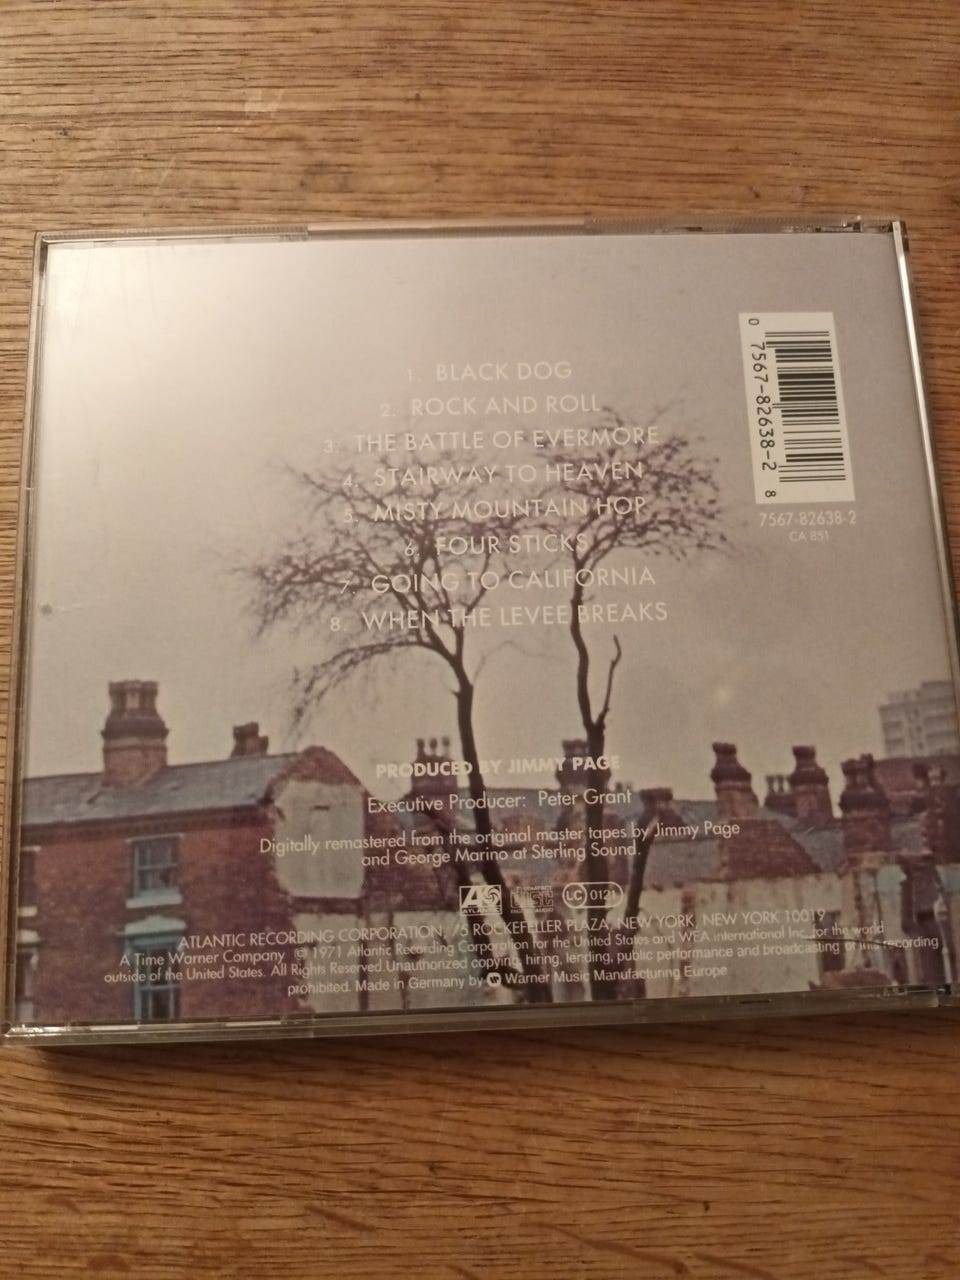 1. BLACK DOG
2. ROCK AND ROLL
3. THE BATTLE OF EVERMORE
4. STAIRWAY TO HEAVEN
5. MISTY MOUNTAIN HOP
6. FOUR STICKS
7. GOING TO CALIFORNIA
8. WHEN THE LEVEE BREAKS
0 7567-82638-2 8
7567-82638-2
CA 851
PRODUCED BY JIMMY PAGE
Executive Producer: Peter Grant
Digitally remastered from the original master tapes by Jimmy Page
and George Marino at Sterling Sound.
ATLANTIC
COMPACT
disc
DIGITAL AUDIO
LC 0121
ATLANTIC RECORDING CORPORATION, 75 ROCKEFELLER PLAZA, NEW YORK, NEW YORK 10019
A Time Warner Company ℗ 1971 Atlantic Recording Corporation for the United States and WEA international Inc. for the world
outside of the United States. All Rights Reserved. Unauthorized copying, hiring, lending, public performance and broadcasting of this recording
prohibited. Made in Germany by Warner Music Manufacturing Europe